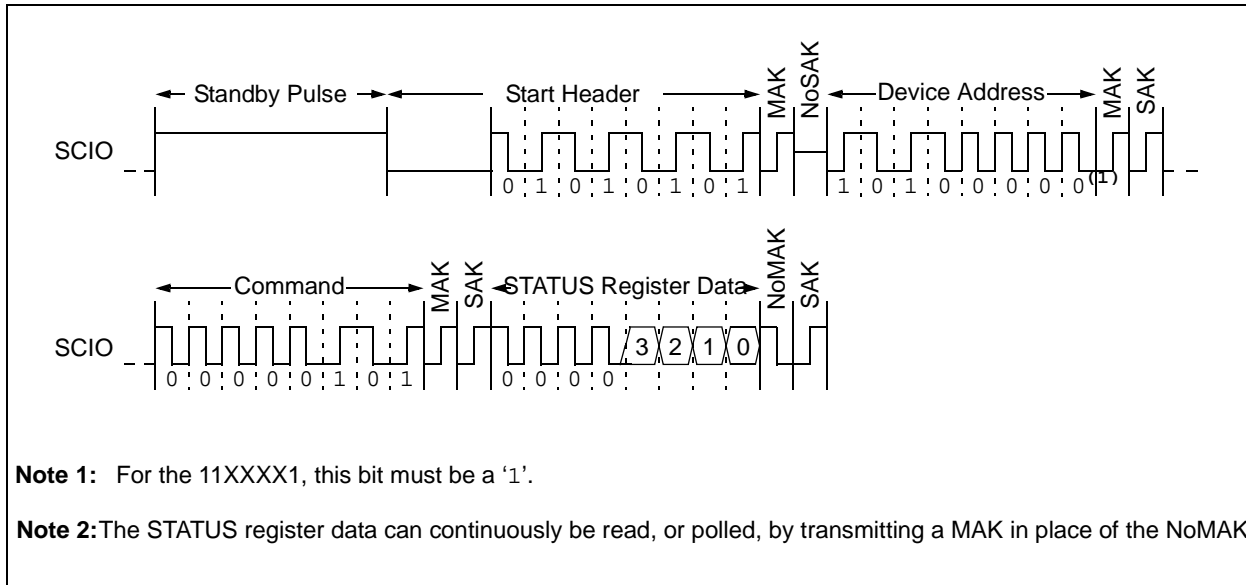 Standby Pulse Start Header MAK NoSAK Device Address MAK SAK
SCIO
0 1 0 1 0 1 0 1 1 0 1 0 0 0 0 0(1)
Command MAK SAK STATUS Register Data NoMAK SAK
SCIO
3 2 1 0
0 0 0 0 0 1 0 1 0 0 0 0
Note 1: For the 11XXXX1, this bit must be a ‘1’.
Note 2:The STATUS register data can continuously be read, or polled, by transmitting a MAK in place of the NoMAK